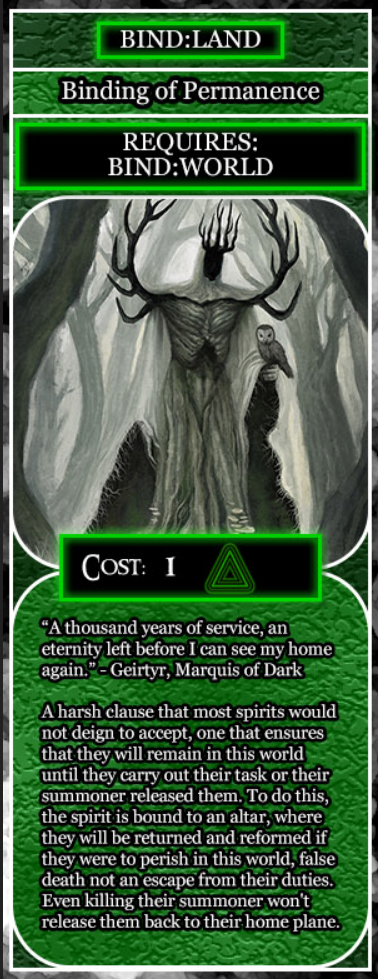 BIND:LAND
Binding of Permanence
REQUIRES:
BIND:WORLD
Cost: 1
“A thousand years of service, an
eternity left before I can see my home
again.” - Geirtyr, Marquis of Dark
A harsh clause that most spirits would
not deign to accept, one that ensures
that they will remain in this world
until they carry out their task or their
summoner released them. To do this,
the spirit is bound to an altar, where
they will be returned and reformed if
they were to perish in this world, false
death not an escape from their duties.
Even killing their summoner won't
release them back to their home plane.